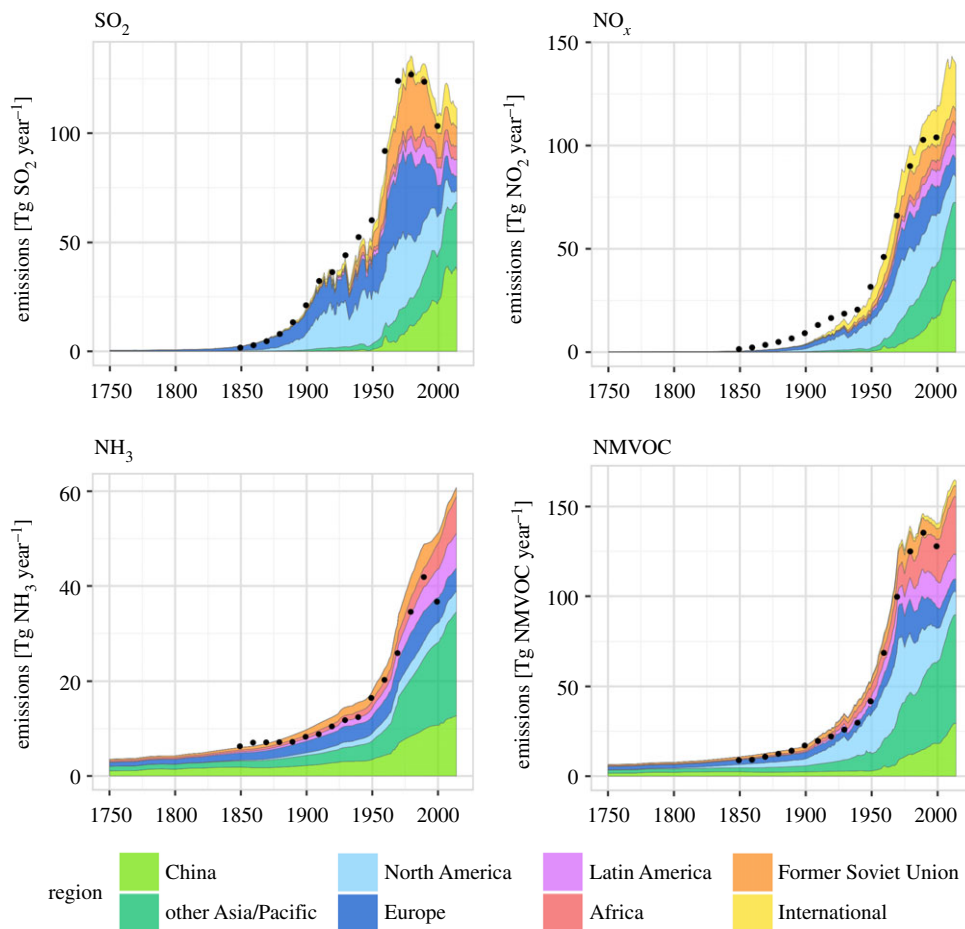 SO₂
emissions [Tg SO₂ year⁻¹]
100
50
0
1750 1800 1850 1900 1950 2000
NOₓ
emissions [Tg NO₂ year⁻¹]
150
100
50
0
1750 1800 1850 1900 1950 2000
NH₃
emissions [Tg NH₃ year⁻¹]
60
40
20
0
1750 1800 1850 1900 1950 2000
NMVOC
emissions [Tg NMVOC year⁻¹]
150
100
50
0
1750 1800 1850 1900 1950 2000
region
China
North America
Latin America
Former Soviet Union
other Asia/Pacific
Europe
Africa
International